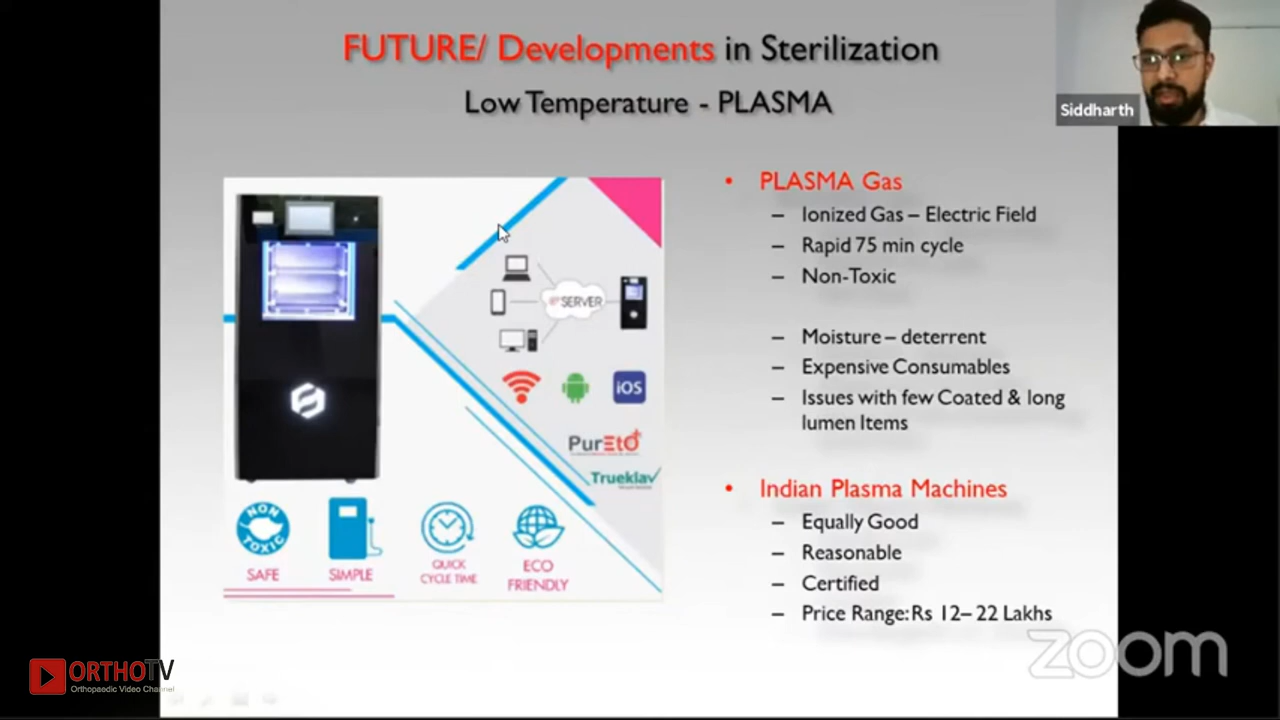 FUTURE/ Developments in Sterilization
Low Temperature - PLASMA
Siddharth
SERVER
iOS
PurEtO
Trueklav
NON
TOXIC
SAFE
SIMPLE
QUICK
CYCLE TIME
ECO
FRIENDLY
• PLASMA Gas
– Ionized Gas – Electric Field
– Rapid 75 min cycle
– Non-Toxic
– Moisture – deterrent
– Expensive Consumables
– Issues with few Coated & long
lumen Items
• Indian Plasma Machines
– Equally Good
– Reasonable
– Certified
– Price Range: Rs 12– 22 Lakhs
zoom
ORTHOTV
Orthopaedic Video Channel